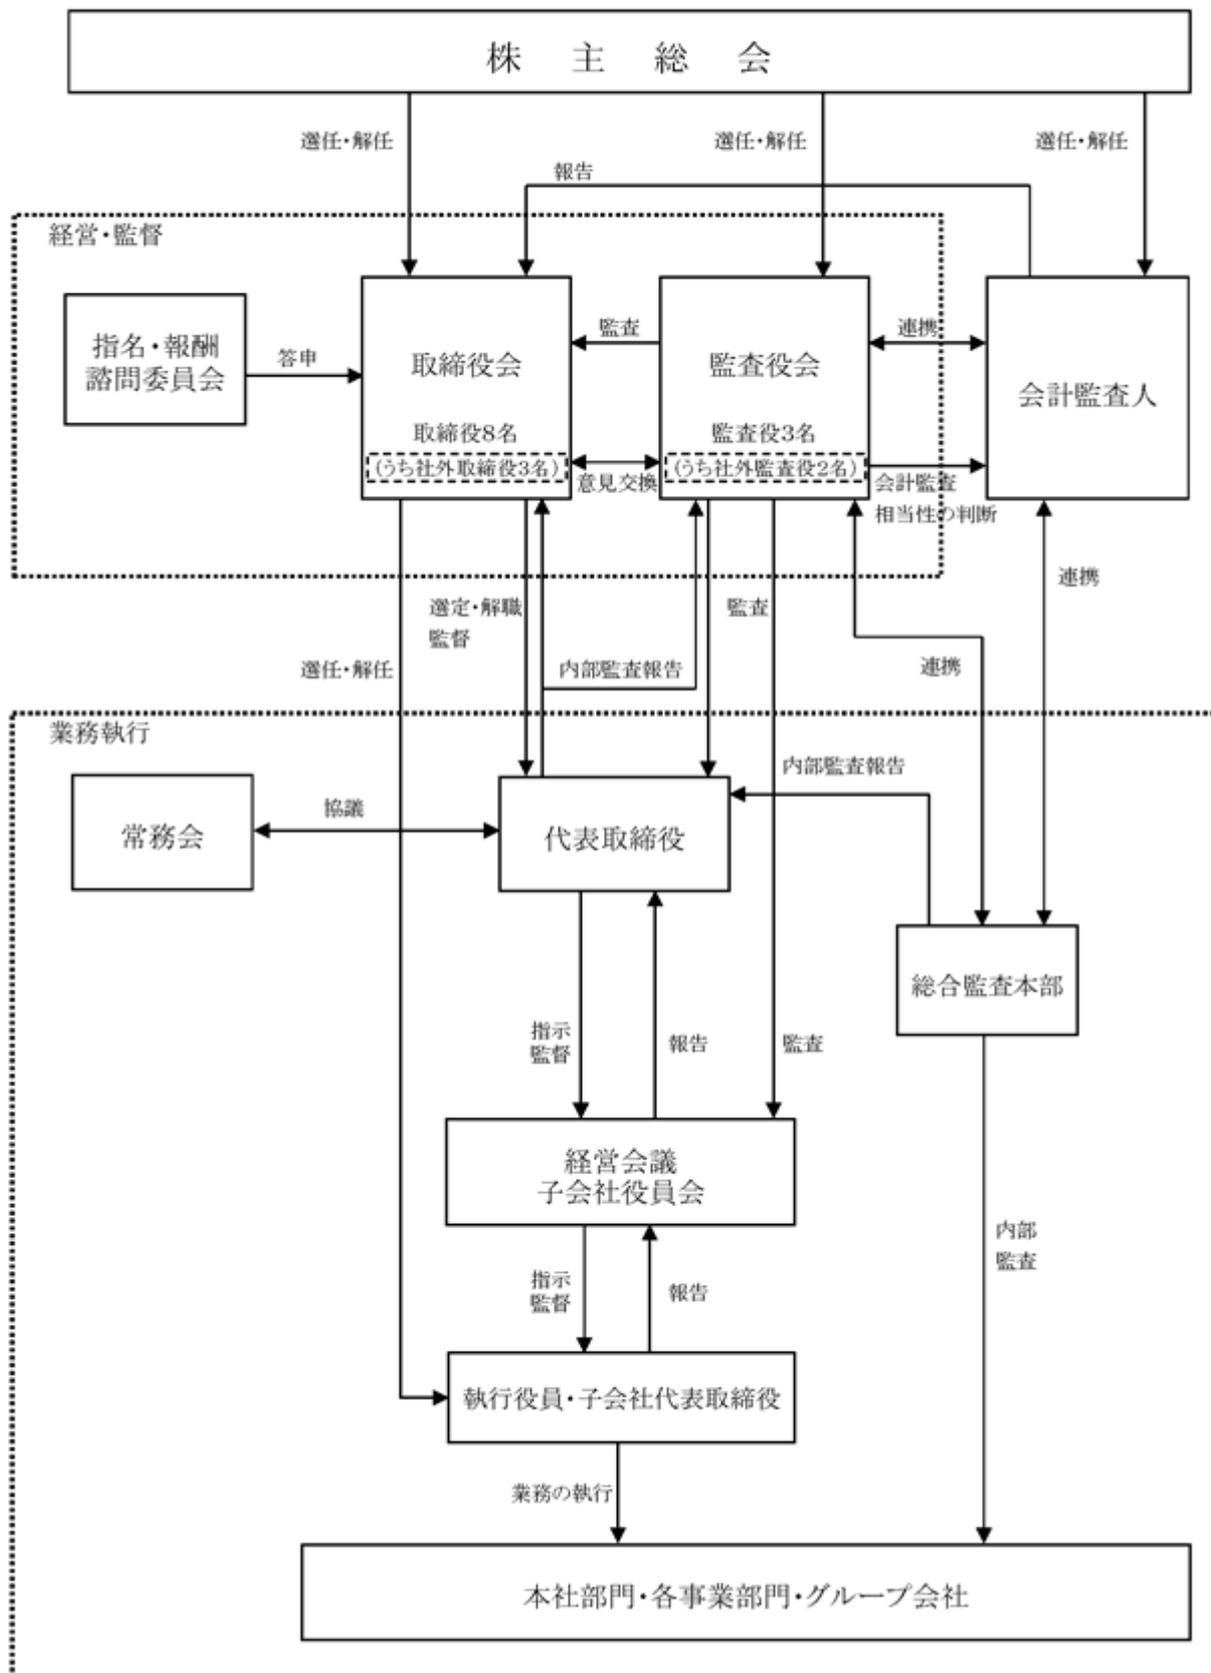 株主総会
選任・解任
選任・解任
選任・解任
報告
経営・監督
指名・報酬
諮問委員会
答申
取締役会
取締役8名
(うち社外取締役3名)
監査
意見交換
監査役会
監査役3名
(うち社外監査役2名)
連携
会計監査
相当性の判断
会計監査人
連携
選定・解職
監督
監査
選任・解任
内部監査報告
連携
業務執行
内部監査報告
常務会
協議
代表取締役
総合監査本部
指示
監督
報告
監査
経営会議
子会社役員会
内部
監査
指示
監督
報告
執行役員・子会社代表取締役
業務の執行
本社部門・各事業部門・グループ会社